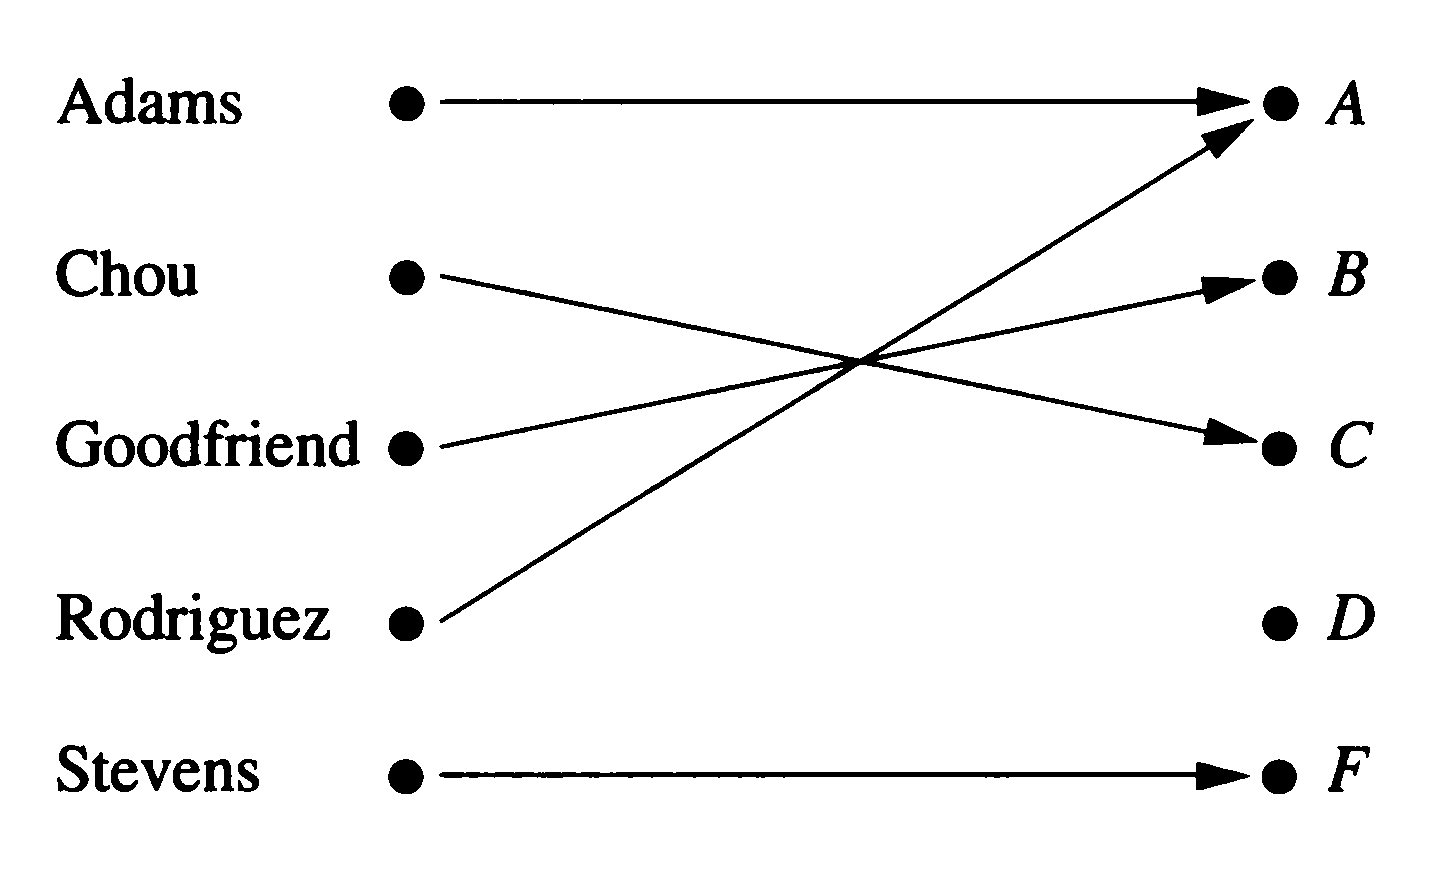 Adams A
Chou B
Goodfriend C
Rodriguez D
Stevens F